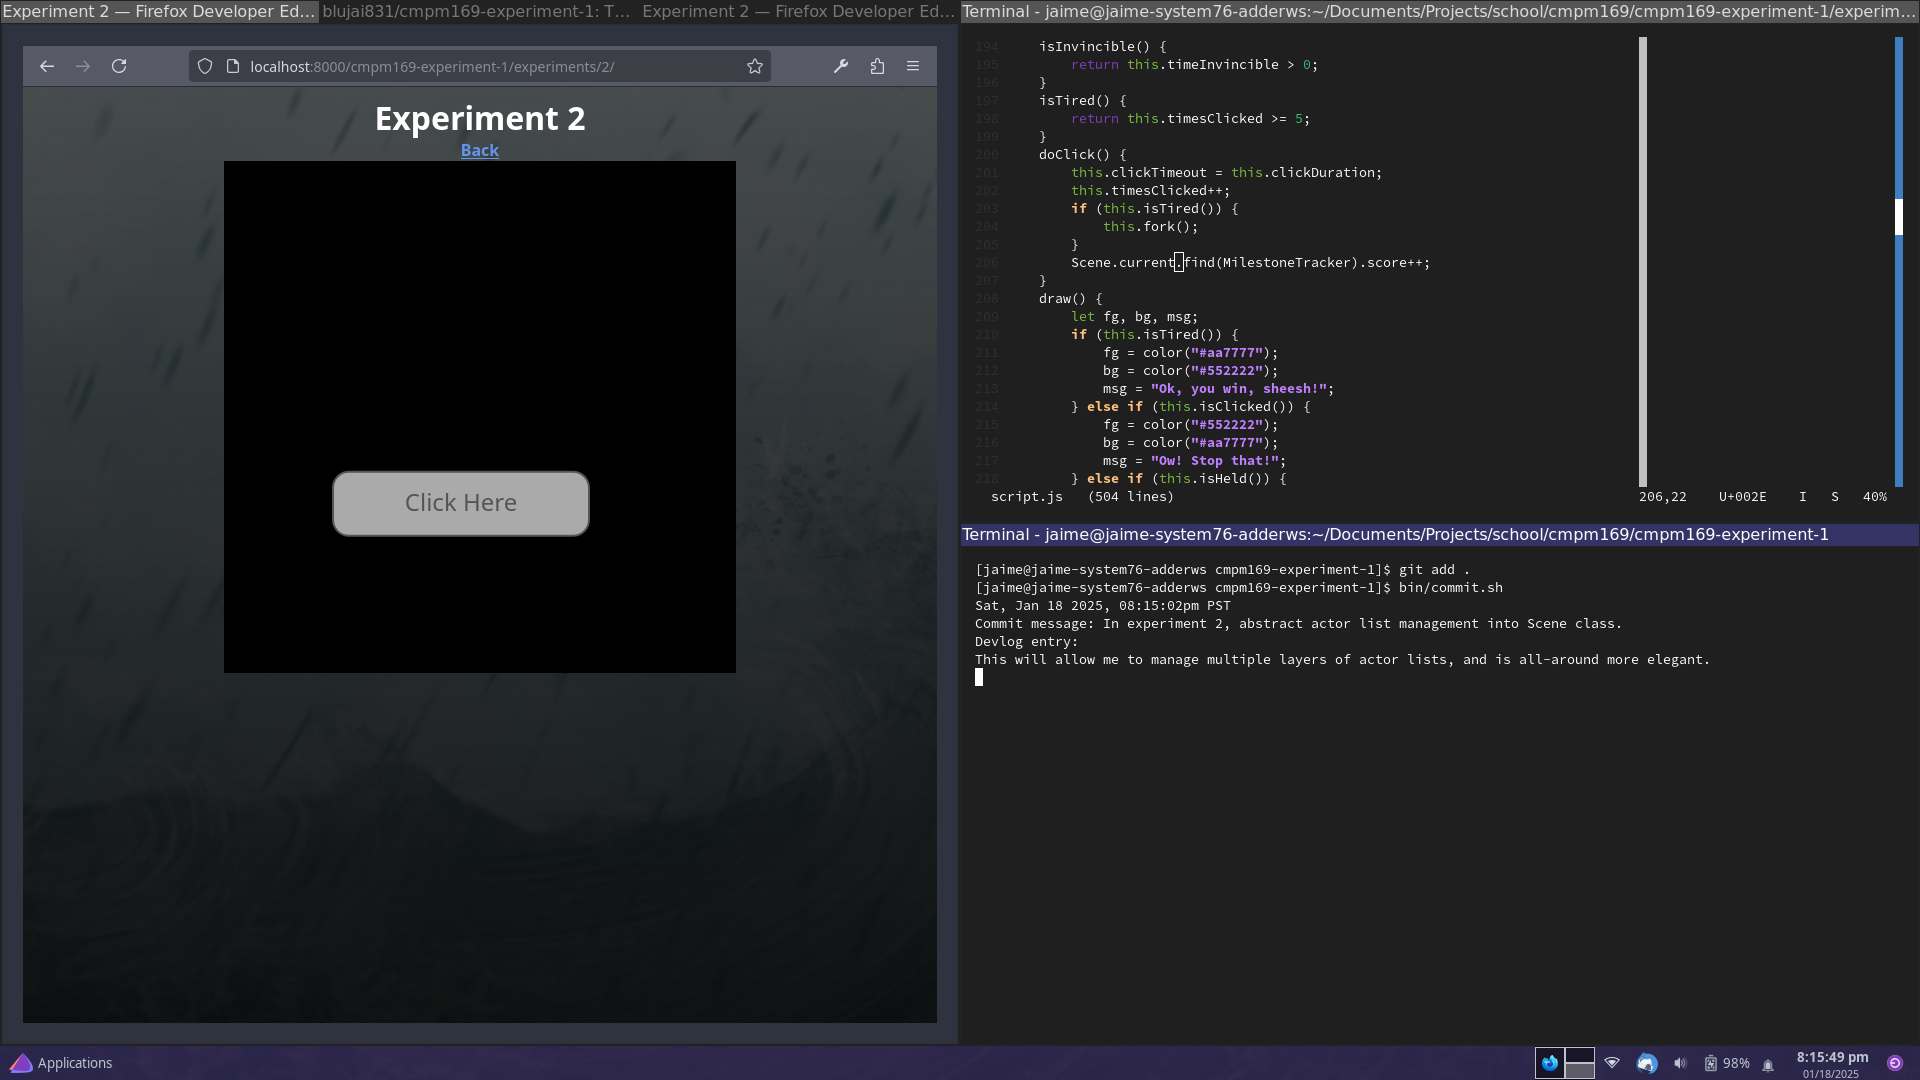 Experiment 2 — Firefox Developer Ed...
blujai831/cmpm169-experiment-1: T...
Experiment 2 — Firefox Developer Ed...
localhost:8000/cmpm169-experiment-1/experiments/2/
Experiment 2
Back
Click Here
Terminal - jaime@jaime-system76-adderws:~/Documents/Projects/school/cmpm169/cmpm169-experiment-1/experim...
194 isInvincible() {
195 return this.timeInvincible > 0;
196 }
197 isTired() {
198 return this.timesClicked >= 5;
199 }
200 doClick() {
201 this.clickTimeout = this.clickDuration;
202 this.timesClicked++;
203 if (this.isTired()) {
204 this.fork();
205 }
206 Scene.current.find(MilestoneTracker).score++;
207 }
208 draw() {
209 let fg, bg, msg;
210 if (this.isTired()) {
211 fg = color("#aa7777");
212 bg = color("#552222");
213 msg = "Ok, you win, sheesh!";
214 } else if (this.isClicked()) {
215 fg = color("#552222");
216 bg = color("#aa7777");
217 msg = "Ow! Stop that!";
218 } else if (this.isHeld()) {
script.js (504 lines) 206,22 U+002E I S 40%
Terminal - jaime@jaime-system76-adderws:~/Documents/Projects/school/cmpm169/cmpm169-experiment-1
[jaime@jaime-system76-adderws cmpm169-experiment-1]$ git add .
[jaime@jaime-system76-adderws cmpm169-experiment-1]$ bin/commit.sh
Sat, Jan 18 2025, 08:15:02pm PST
Commit message: In experiment 2, abstract actor list management into Scene class.
Devlog entry:
This will allow me to manage multiple layers of actor lists, and is all-around more elegant.
Applications
98%
8:15:49 pm
01/18/2025